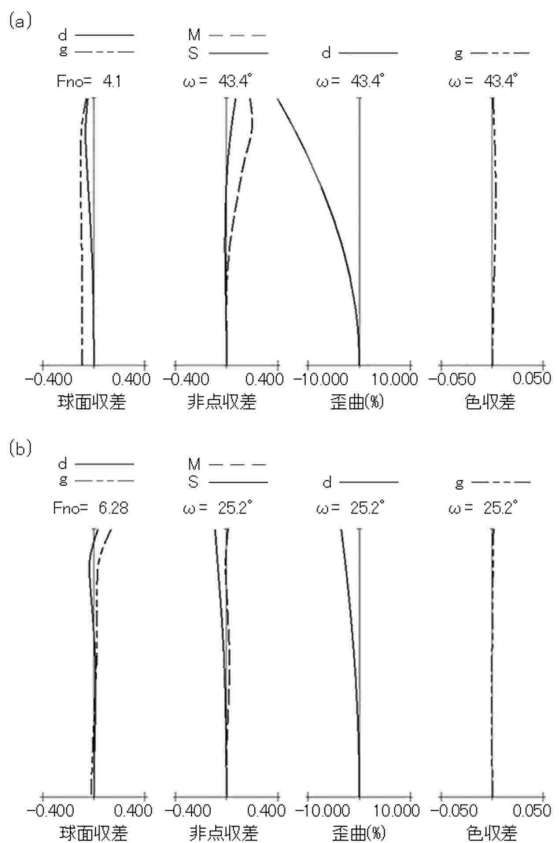 (a)
d
g
Fno= 4.1
M
S
ω= 43.4°
d
ω= 43.4°
g
ω= 43.4°
-0.400 0.400
球面収差
-0.400 0.400
非点収差
-10.000 10.000
歪曲(%)
-0.050 0.050
色収差
(b)
d
g
Fno= 6.28
M
S
ω= 25.2°
d
ω= 25.2°
g
ω= 25.2°
-0.400 0.400
球面収差
-0.400 0.400
非点収差
-10.000 10.000
歪曲(%)
-0.050 0.050
色収差